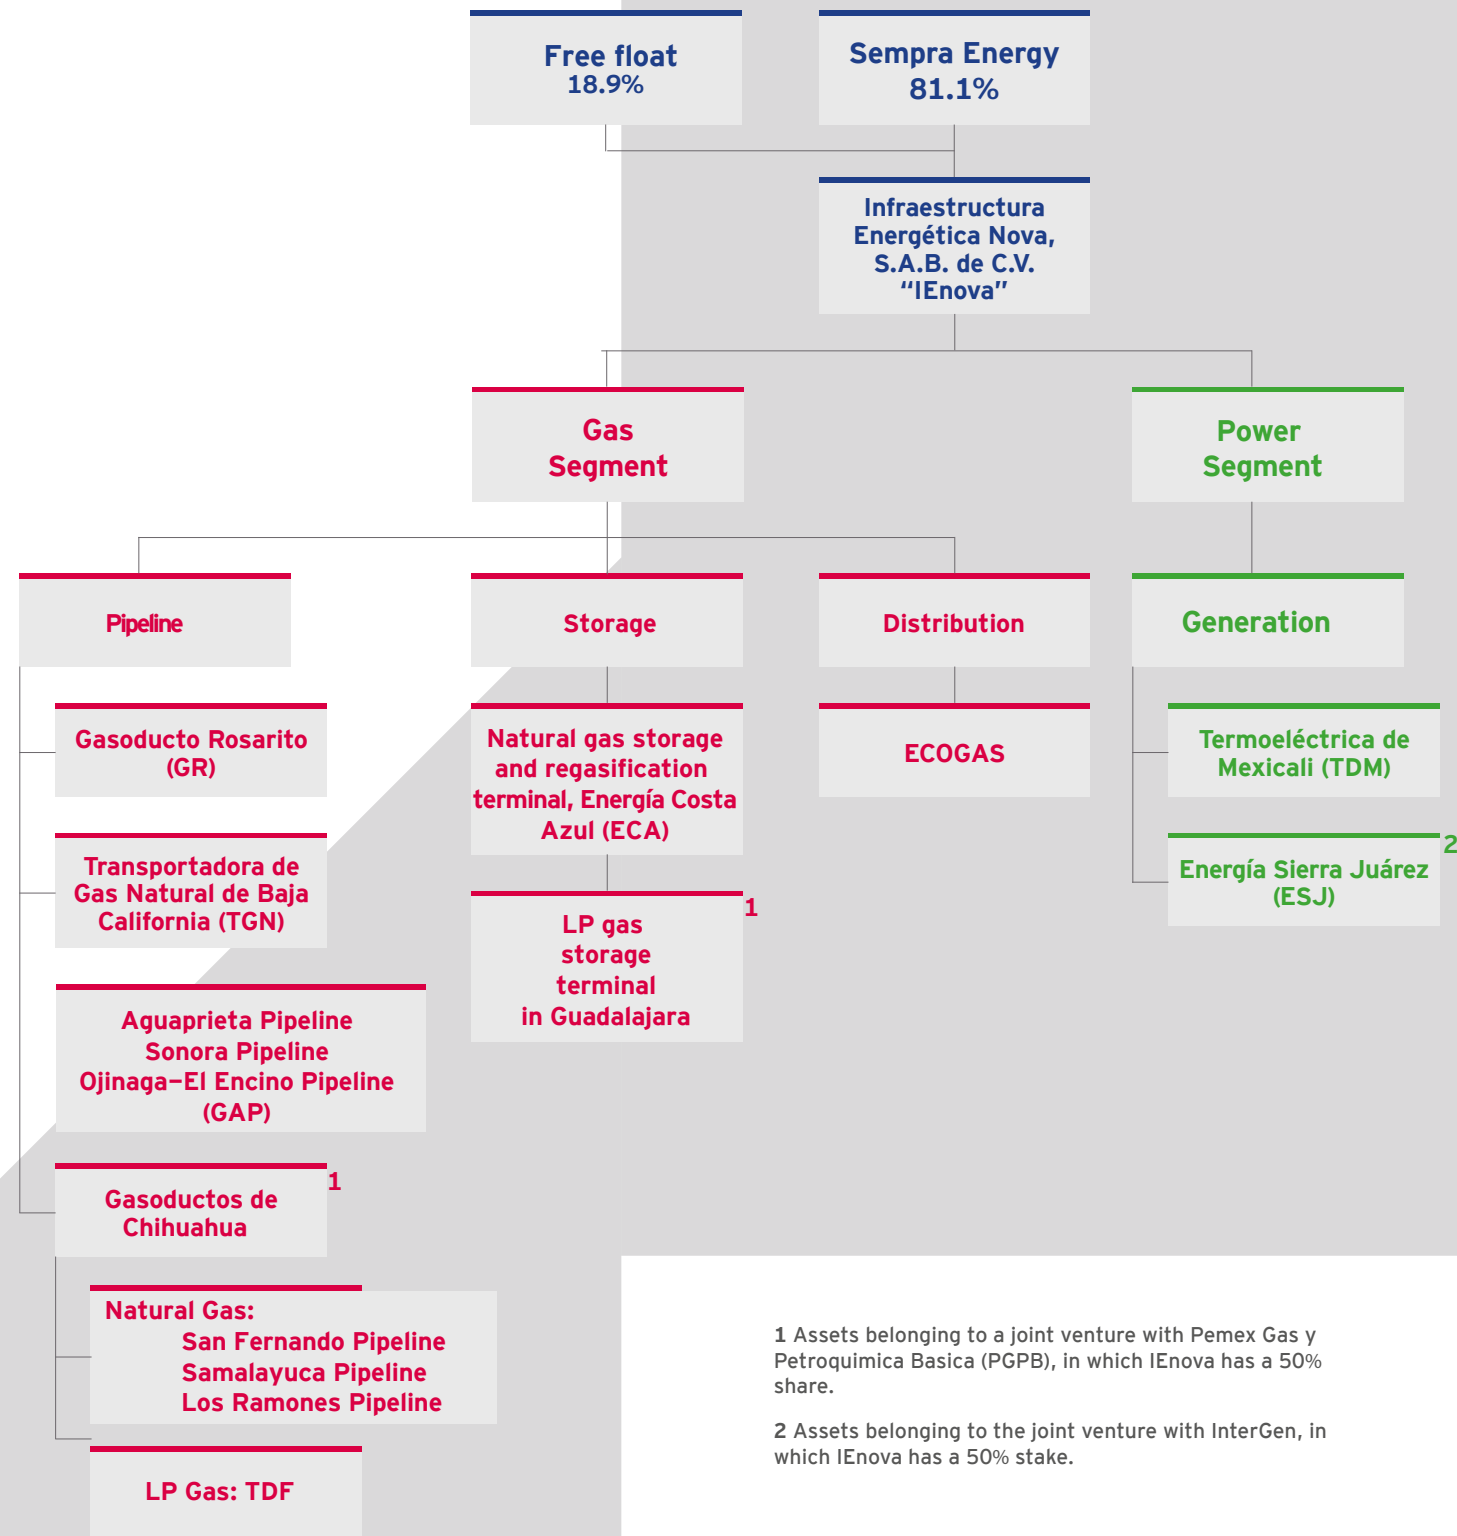 Free float
18.9%
Sempra Energy
81.1%
Infraestructura
Energética Nova,
S.A.B. de C.V.
“IEnova”
Gas
Segment
Power
Segment
Pipeline
Storage
Distribution
Generation
Gasoducto Rosarito
(GR)
Transportadora de
Gas Natural de Baja
California (TGN)
Aguaprieta Pipeline
Sonora Pipeline
Ojinaga–El Encino Pipeline
(GAP)
Gasoductos de
Chihuahua
1
Natural Gas:
San Fernando Pipeline
Samalayuca Pipeline
Los Ramones Pipeline
LP Gas: TDF
Natural gas storage
and regasification
terminal, Energía Costa
Azul (ECA)
LP gas
storage
terminal
in Guadalajara
1
ECOGAS
Termoeléctrica de
Mexicali (TDM)
Energía Sierra Juárez
(ESJ)
2
1 Assets belonging to a joint venture with Pemex Gas y
Petroquimica Basica (PGPB), in which IEnova has a 50%
share.
2 Assets belonging to the joint venture with InterGen, in
which IEnova has a 50% stake.